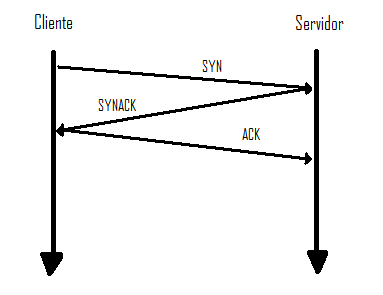 Cliente
Servidor
SYN
SYNACK
ACK